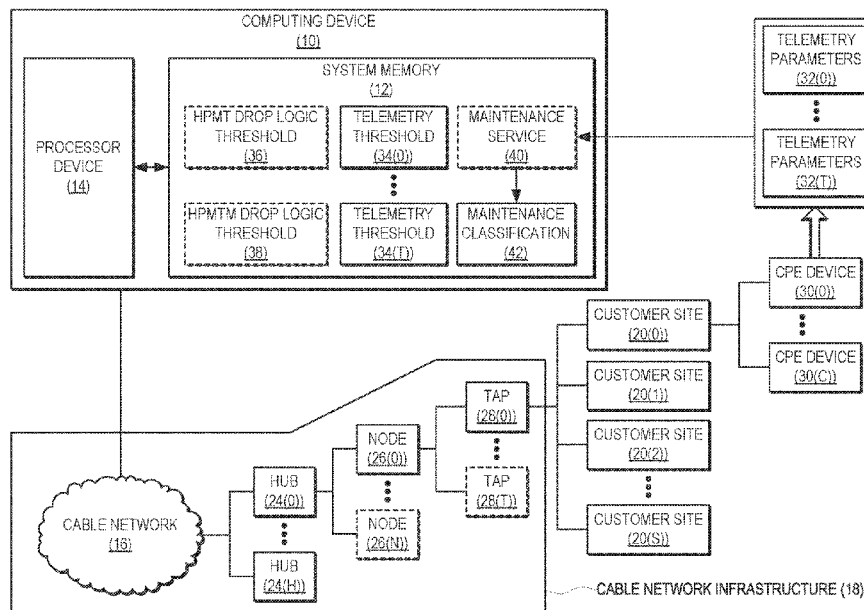 COMPUTING DEVICE
(10)
SYSTEM MEMORY
(12)
PROCESSOR
DEVICE
(14)
HPMT DROP LOGIC
THRESHOLD
(36)
TELEMETRY
THRESHOLD
(34(0))
MAINTENANCE
SERVICE
(40)
HPMTM DROP LOGIC
THRESHOLD
(38)
TELEMETRY
THRESHOLD
(34(T))
MAINTENANCE
CLASSIFICATION
(42)
TELEMETRY
PARAMETERS
(32(0))
TELEMETRY
PARAMETERS
(32(T))
CPE DEVICE
(30(0))
CPE DEVICE
(30(C))
CUSTOMER SITE
(20(0))
CUSTOMER SITE
(20(1))
CUSTOMER SITE
(20(2))
CUSTOMER SITE
(20(S))
TAP
(28(0))
TAP
(28(T))
NODE
(26(0))
NODE
(26(N))
HUB
(24(0))
HUB
(24(H))
CABLE NETWORK
(16)
CABLE NETWORK INFRASTRUCTURE (18)